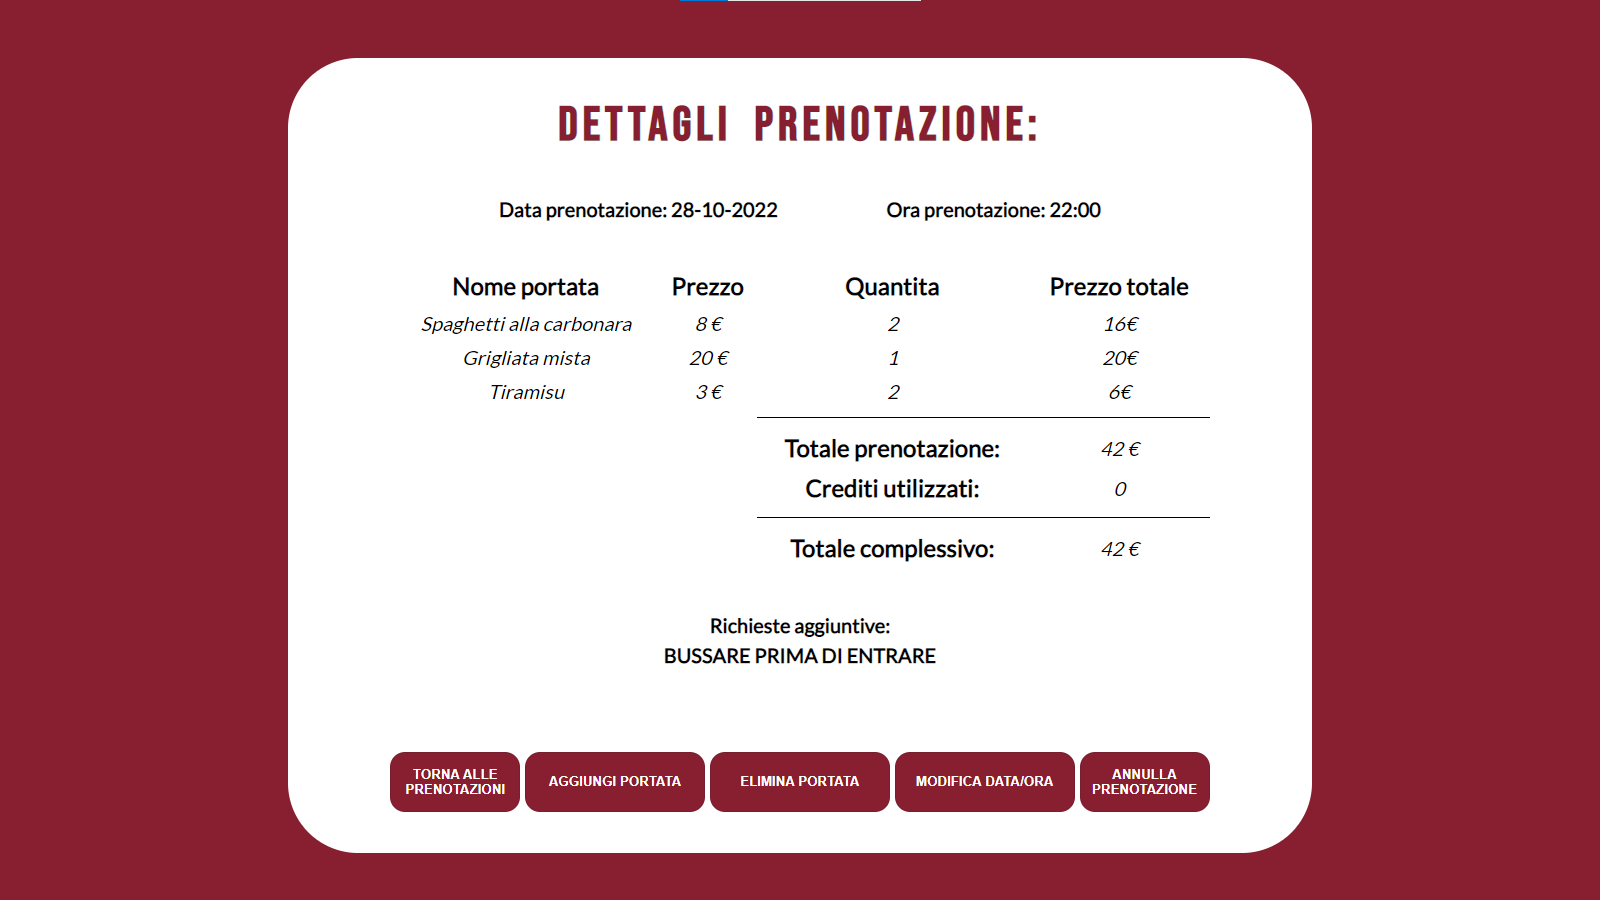 DETTAGLI PRENOTAZIONE:
Data prenotazione: 28-10-2022 Ora prenotazione: 22:00
Nome portata Prezzo Quantita Prezzo totale
Spaghetti alla carbonara 8 € 2 16€
Grigliata mista 20 € 1 20€
Tiramisu 3 € 2 6€
Totale prenotazione: 42 €
Crediti utilizzati: 0
Totale complessivo: 42 €
Richieste aggiuntive:
BUSSARE PRIMA DI ENTRARE
TORNA ALLE
PRENOTAZIONI
AGGIUNGI PORTATA
ELIMINA PORTATA
MODIFICA DATA/ORA
ANNULLA
PRENOTAZIONE